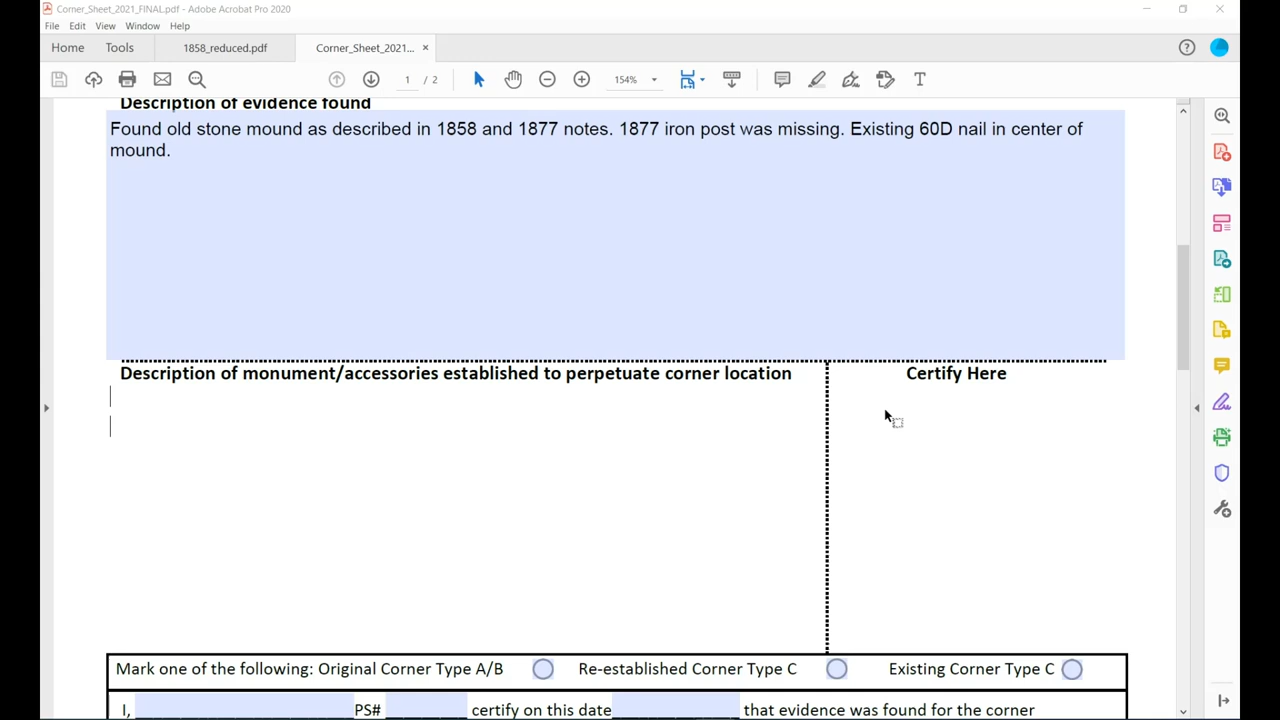 Corner_Sheet_2021_FINAL.pdf - Adobe Acrobat Pro 2020
File Edit View Window Help
Home Tools 1858_reduced.pdf Corner_Sheet_2021... ×
1 / 2 154%
Description of evidence found
Found old stone mound as described in 1858 and 1877 notes. 1877 iron post was missing. Existing 60D nail in center of
mound.
Description of monument/accessories established to perpetuate corner location Certify Here
Mark one of the following: Original Corner Type A/B Re-established Corner Type C Existing Corner Type C
I, PS# certify on this date that evidence was found for the corner